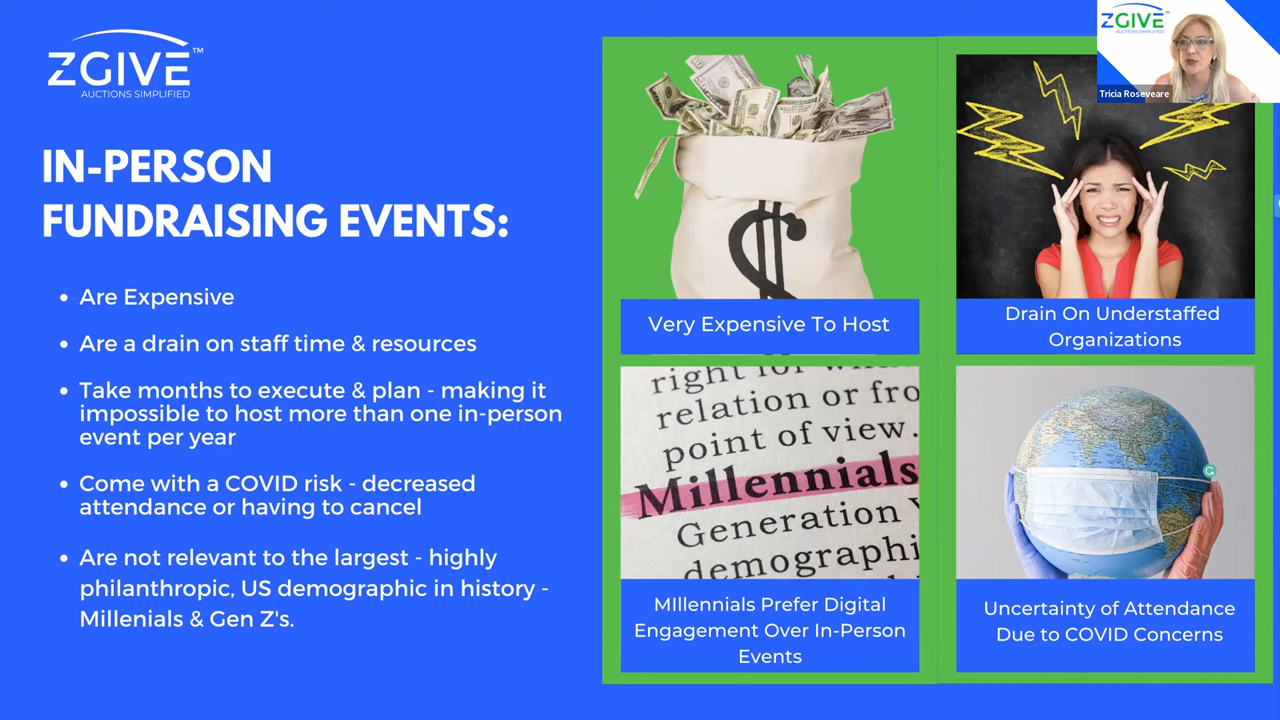 ZGIVE™
AUCTIONS SIMPLIFIED
IN-PERSON
FUNDRAISING EVENTS:
• Are Expensive
• Are a drain on staff time & resources
• Take months to execute & plan - making it
impossible to host more than one in-person
event per year
• Come with a COVID risk - decreased
attendance or having to cancel
• Are not relevant to the largest - highly
philanthropic, US demographic in history -
Millenials & Gen Z's.
$
Very Expensive To Host
Drain On Understaffed
Organizations
relation or fro
point of view.
Millennials
Generation
demographi
MIllennials Prefer Digital
Engagement Over In-Person
Events
G
Uncertainty of Attendance
Due to COVID Concerns
ZGIVE™
AUCTIONS SIMPLIFIED
Tricia Roseveare